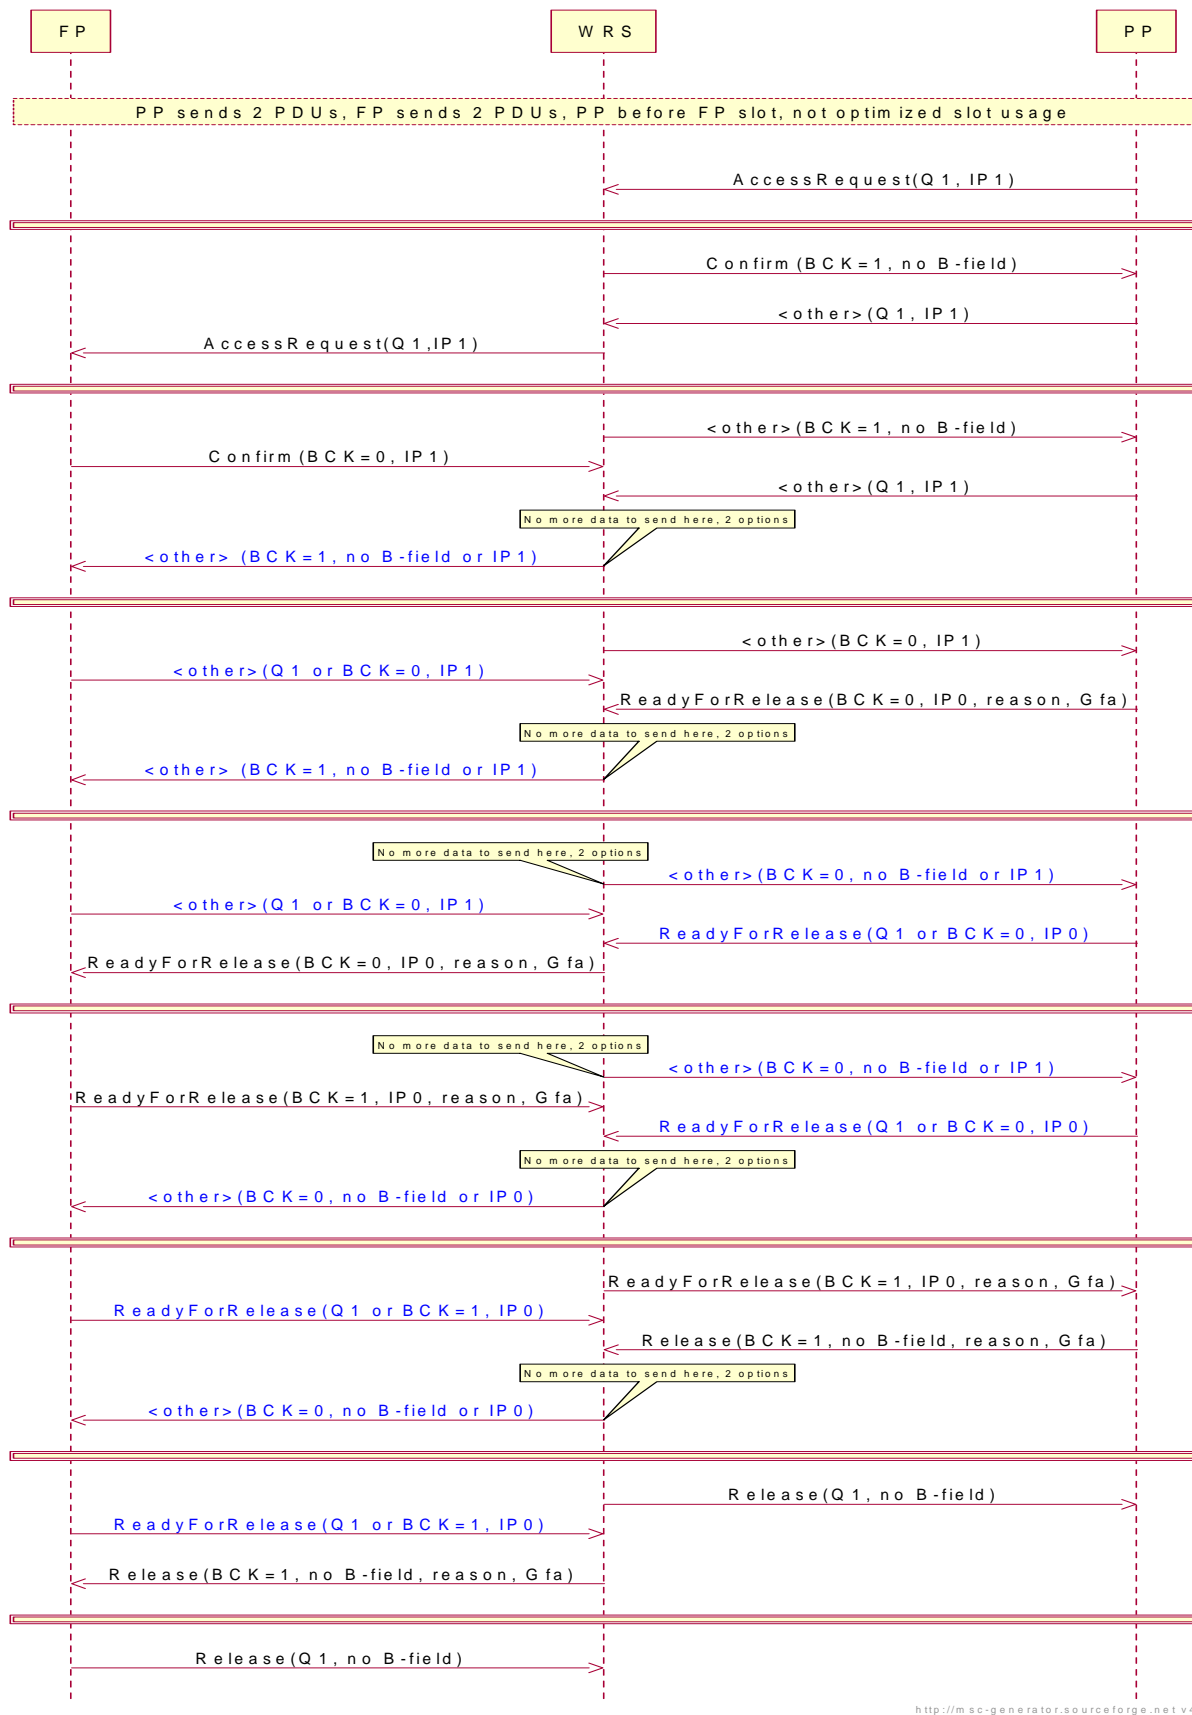 FP
WRS
PP
PP sends 2 PDUs, FP sends 2 PDUs, PP before FP slot, not optimized slot usage
AccessRequest(Q1, IP1)
Confirm(BCK=1, no B-field)
<other>(Q1, IP1)
AccessRequest(Q1,IP1)
<other>(BCK=1, no B-field)
Confirm(BCK=0, IP1)
<other>(Q1, IP1)
No more data to send here, 2 options
<other> (BCK=1, no B-field or IP1)
<other>(BCK=0, IP1)
<other>(Q1 or BCK=0, IP1)
ReadyForRelease(BCK=0, IP0, reason, Gfa)
No more data to send here, 2 options
<other> (BCK=1, no B-field or IP1)
No more data to send here, 2 options
<other>(BCK=0, no B-field or IP1)
<other>(Q1 or BCK=0, IP1)
ReadyForRelease(Q1 or BCK=0, IP0)
ReadyForRelease(BCK=0, IP0, reason, Gfa)
No more data to send here, 2 options
<other>(BCK=0, no B-field or IP1)
ReadyForRelease(BCK=1, IP0, reason, Gfa)
ReadyForRelease(Q1 or BCK=0, IP0)
No more data to send here, 2 options
<other>(BCK=0, no B-field or IP0)
ReadyForRelease(BCK=1, IP0, reason, Gfa)
ReadyForRelease(Q1 or BCK=1, IP0)
Release(BCK=1, no B-field, reason, Gfa)
No more data to send here, 2 options
<other>(BCK=0, no B-field or IP0)
Release(Q1, no B-field)
ReadyForRelease(Q1 or BCK=1, IP0)
Release(BCK=1, no B-field, reason, Gfa)
Release(Q1, no B-field)
http://msc-generator.sourceforge.net v4